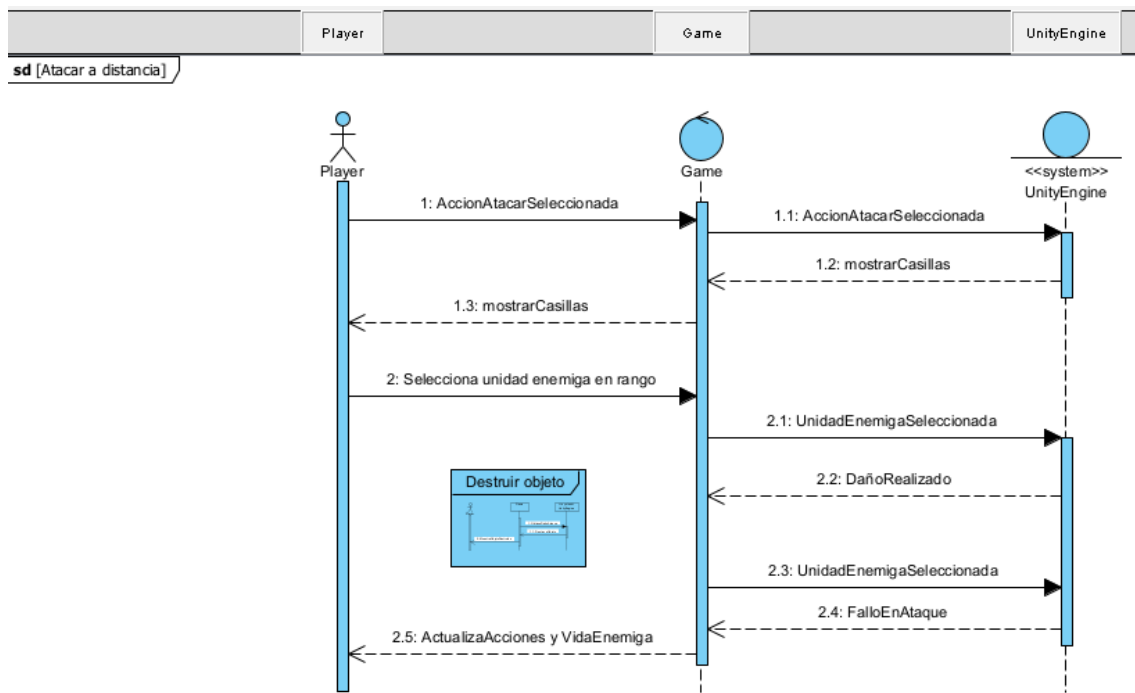 Player
Game
UnityEngine
sd [Atacar a distancia]
Player
Game
<<system>>
UnityEngine
1: AccionAtacarSeleccionada
1.1: AccionAtacarSeleccionada
1.2: mostrarCasillas
1.3: mostrarCasillas
2: Selecciona unidad enemiga en rango
2.1: UnidadEnemigaSeleccionada
Destruir objeto
2.2: DañoRealizado
2.3: UnidadEnemigaSeleccionada
2.4: FalloEnAtaque
2.5: ActualizaAcciones y VidaEnemiga